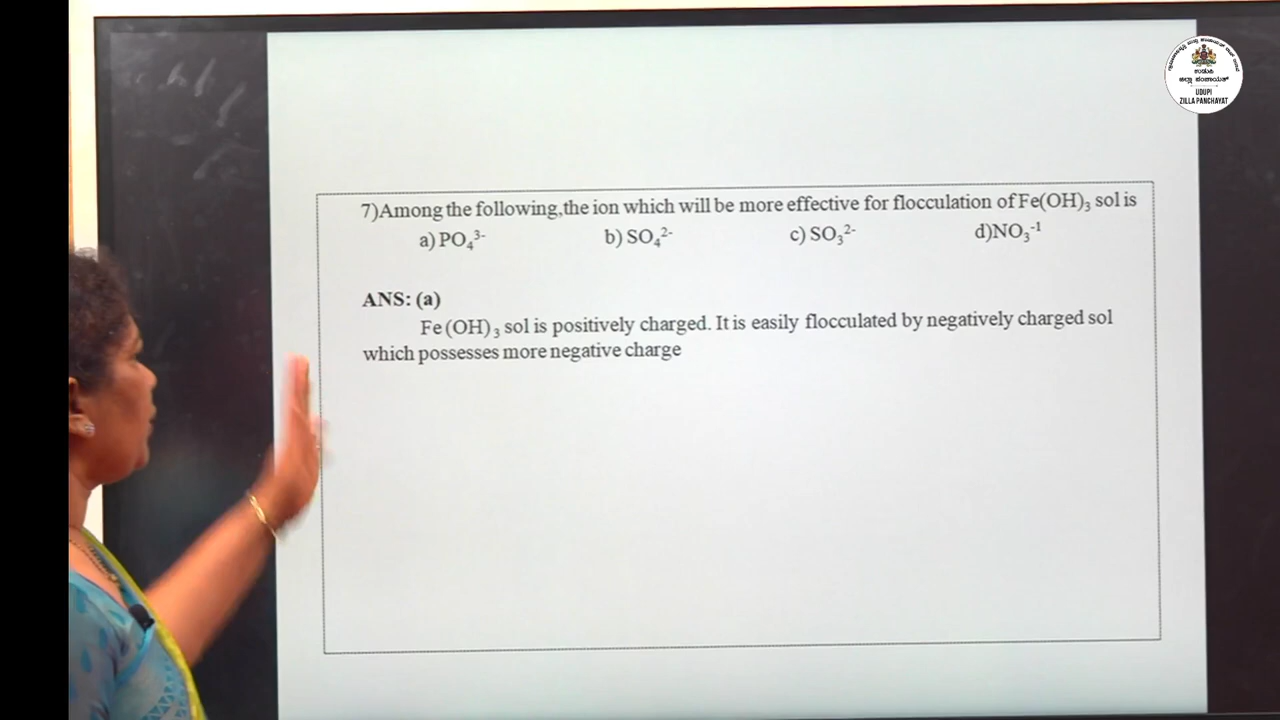 ಉಡುಪಿ
ಜಿಲ್ಲಾ ಪಂಚಾಯತ್
UDUPI
ZILLA PANCHAYAT
7)Among the following,the ion which will be more effective for flocculation of Fe(OH)₃ sol is
a) PO₄³⁻ b) SO₄²⁻ c) SO₃²⁻ d)NO₃⁻¹
ANS: (a)
Fe(OH)₃ sol is positively charged. It is easily flocculated by negatively charged sol
which possesses more negative charge